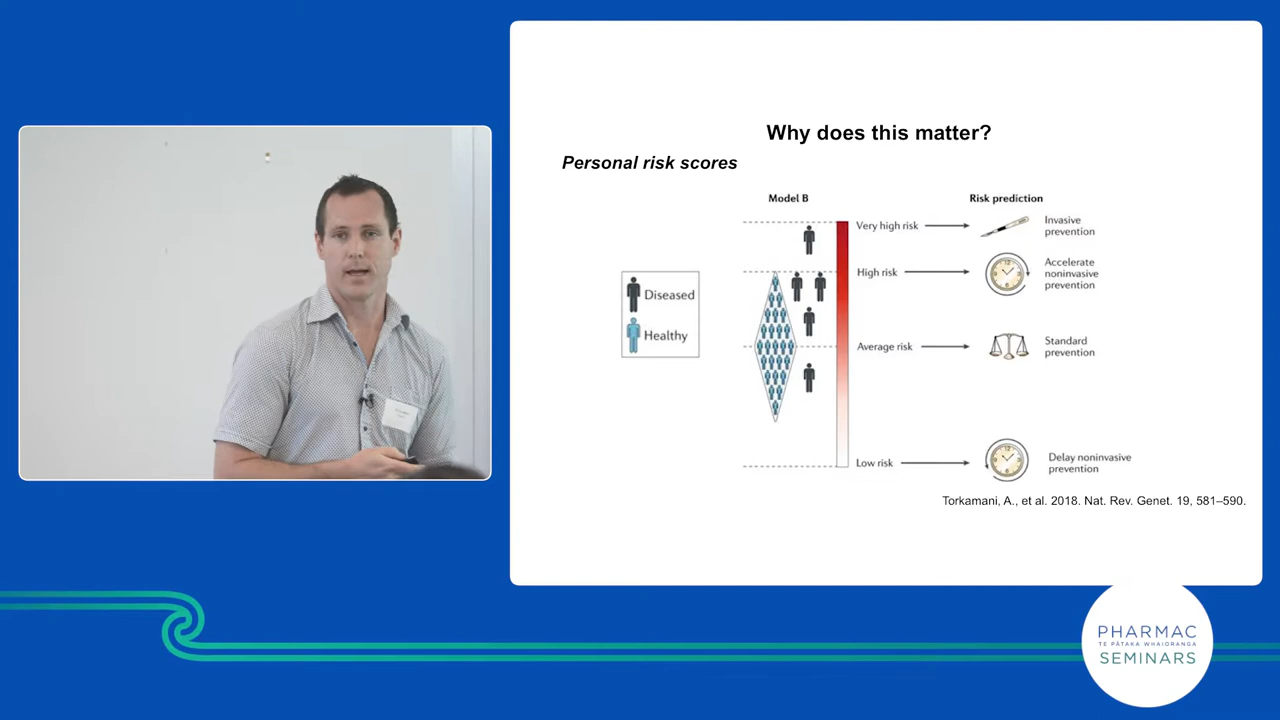 Why does this matter?
Personal risk scores
Model B
Risk prediction
Diseased
Healthy
Very high risk
Invasive
prevention
High risk
Accelerate
noninvasive
prevention
Average risk
Standard
prevention
Low risk
Delay noninvasive
prevention
Torkamani, A., et al. 2018. Nat. Rev. Genet. 19, 581–590.
PHARMAC
TE PĀTAKA WHAIORANGA
SEMINARS